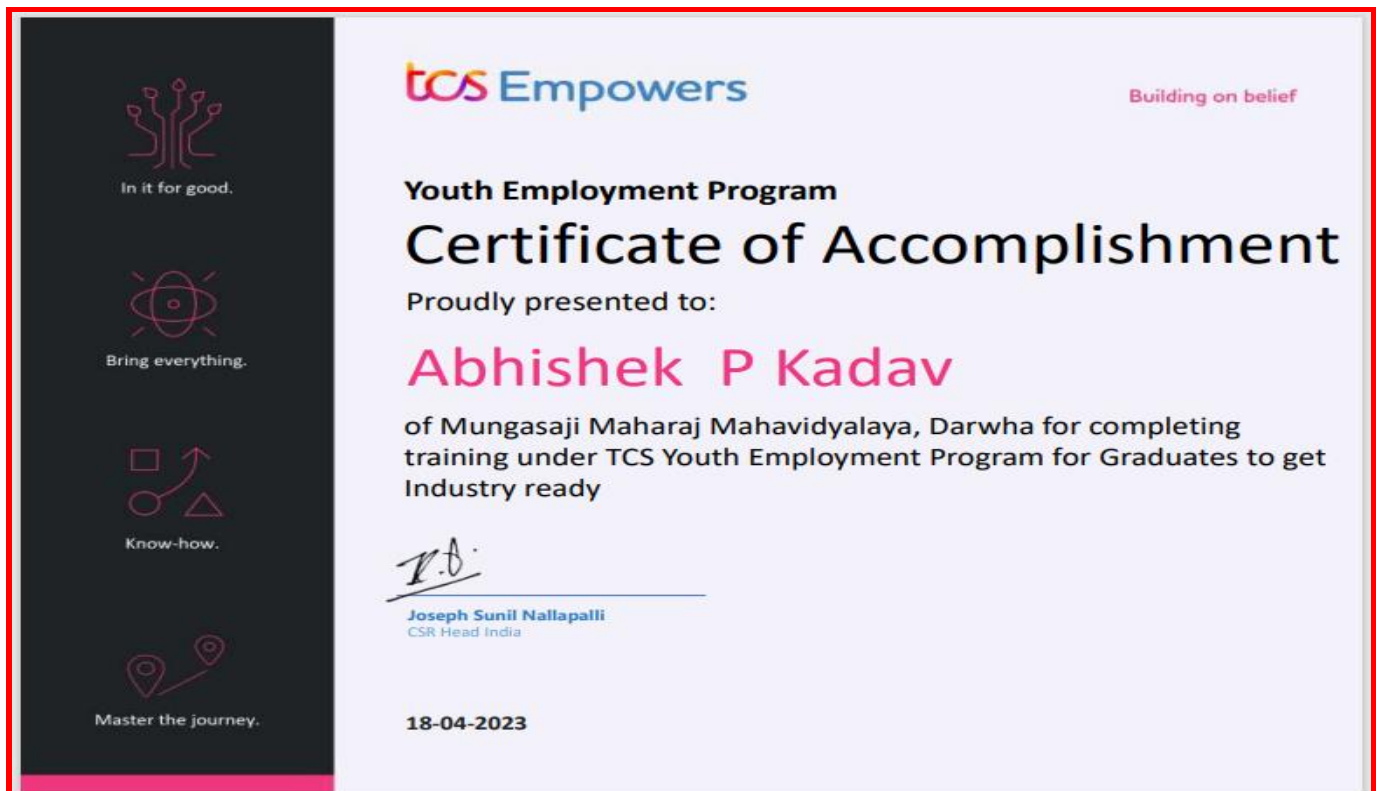 In it for good.
Bring everything.
Know-how.
Master the journey.
tcs Empowers
Building on belief
Youth Employment Program
Certificate of Accomplishment
Proudly presented to:
Abhishek P Kadav
of Mungasaji Maharaj Mahavidyalaya, Darwha for completing
training under TCS Youth Employment Program for Graduates to get
Industry ready
Joseph Sunil Nallapalli
CSR Head India
18-04-2023